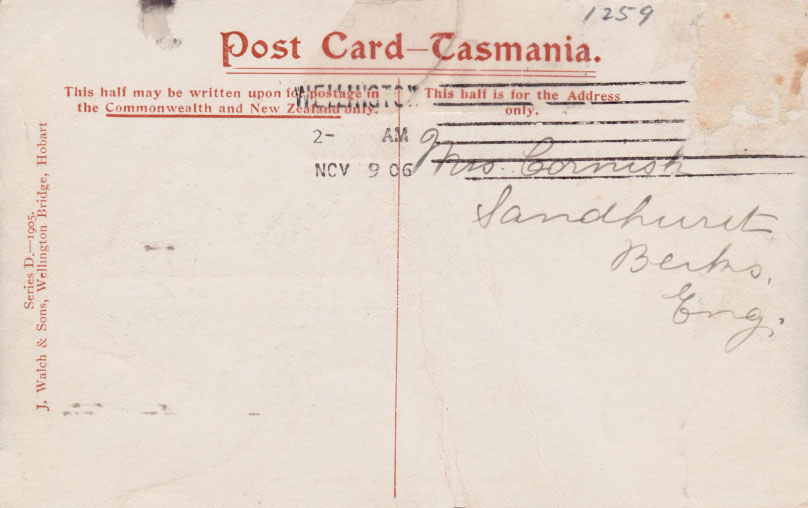 1259
Post Card—Tasmania.
This half may be written upon for postage in
the Commonwealth and New Zealand only.
This half is for the Address
only.
WELLINGTON
2- AM
NOV 9 06
Mrs. Cornish
Sandhurst
Berks,
Eng.
Series D.—1905.
J. Walch & Sons, Wellington Bridge, Hobart